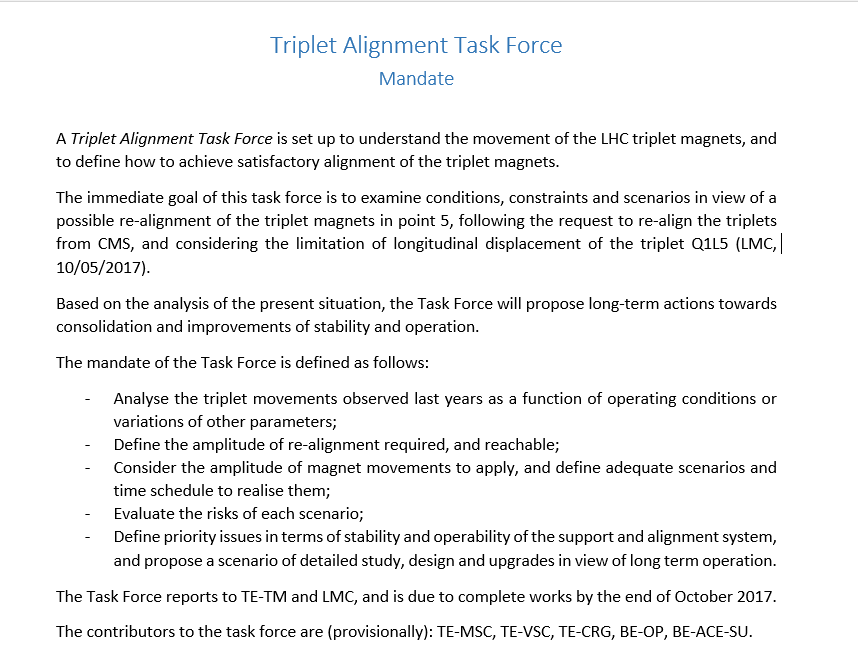 Triplet Alignment Task Force
Mandate
A Triplet Alignment Task Force is set up to understand the movement of the LHC triplet magnets, and
to define how to achieve satisfactory alignment of the triplet magnets.
The immediate goal of this task force is to examine conditions, constraints and scenarios in view of a
possible re-alignment of the triplet magnets in point 5, following the request to re-align the triplets
from CMS, and considering the limitation of longitudinal displacement of the triplet Q1L5 (LMC,
10/05/2017).
Based on the analysis of the present situation, the Task Force will propose long-term actions towards
consolidation and improvements of stability and operation.
The mandate of the Task Force is defined as follows:
- Analyse the triplet movements observed last years as a function of operating conditions or
variations of other parameters;
- Define the amplitude of re-alignment required, and reachable;
- Consider the amplitude of magnet movements to apply, and define adequate scenarios and
time schedule to realise them;
- Evaluate the risks of each scenario;
- Define priority issues in terms of stability and operability of the support and alignment system,
and propose a scenario of detailed study, design and upgrades in view of long term operation.
The Task Force reports to TE-TM and LMC, and is due to complete works by the end of October 2017.
The contributors to the task force are (provisionally): TE-MSC, TE-VSC, TE-CRG, BE-OP, BE-ACE-SU.